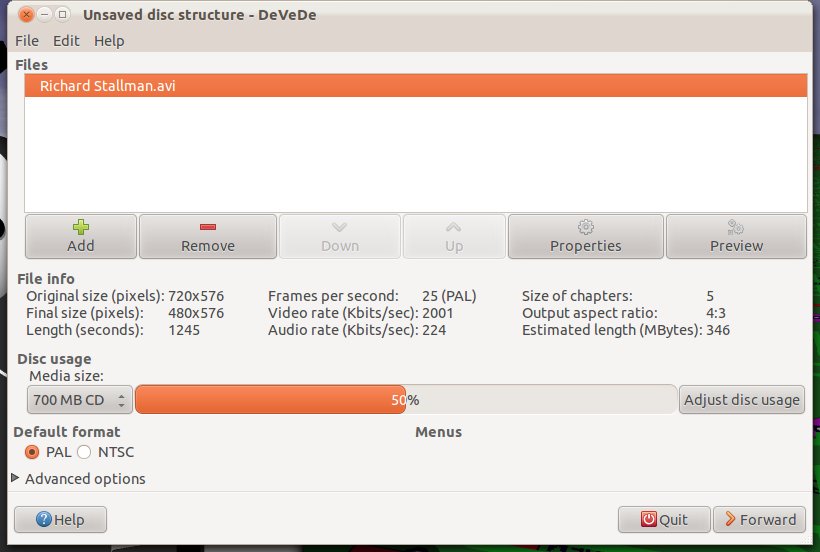 Unsaved disc structure - DeVeDe
File Edit Help
Files
Richard Stallman.avi
Add Remove Down Up Properties Preview
File info
Original size (pixels): 720x576 Frames per second: 25 (PAL) Size of chapters: 5
Final size (pixels): 480x576 Video rate (Kbits/sec): 2001 Output aspect ratio: 4:3
Length (seconds): 1245 Audio rate (Kbits/sec): 224 Estimated length (MBytes): 346
Disc usage
Media size:
700 MB CD 50% Adjust disc usage
Default format Menus
PAL NTSC
Advanced options
Help Quit Forward